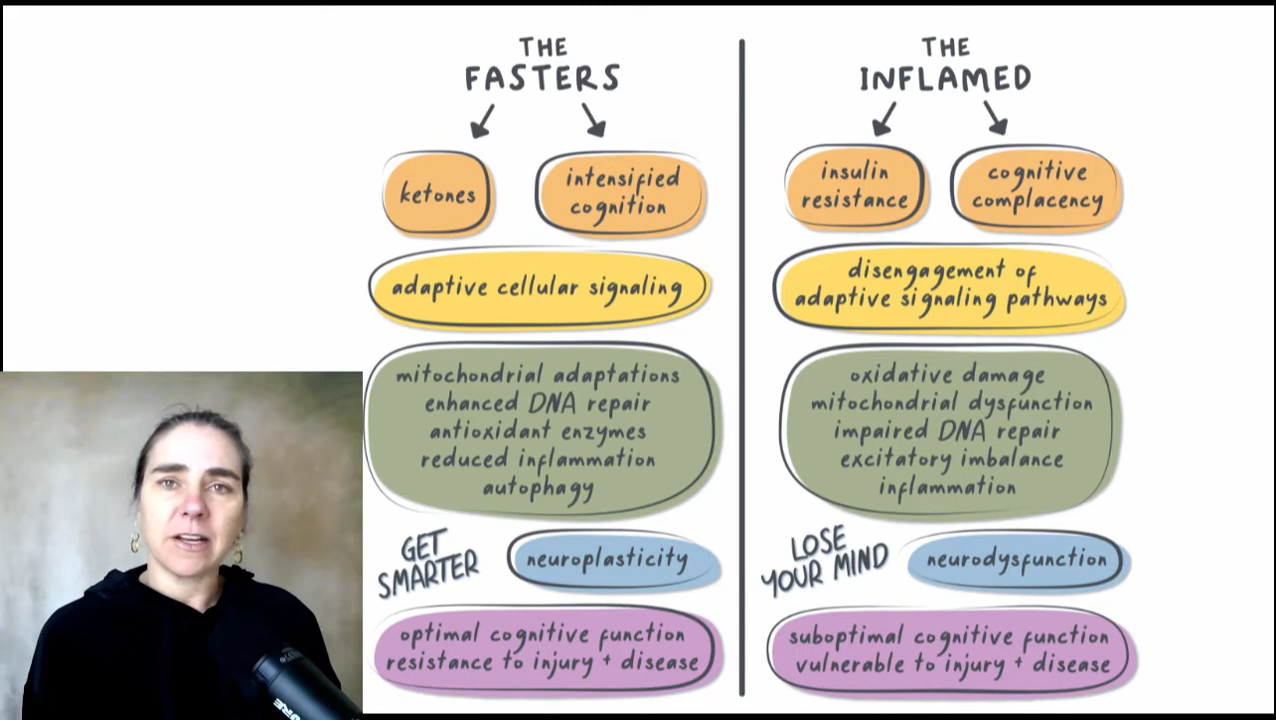 THE
FASTERS
ketones
intensified
cognition
adaptive cellular signaling
mitochondrial adaptations
enhanced DNA repair
antioxidant enzymes
reduced inflammation
autophagy
GET
SMARTER
neuroplasticity
optimal cognitive function
resistance to injury + disease
THE
INFLAMED
insulin
resistance
cognitive
complacency
disengagement of
adaptive signaling pathways
oxidative damage
mitochondrial dysfunction
impaired DNA repair
excitatory imbalance
inflammation
LOSE
YOUR MIND
neurodysfunction
suboptimal cognitive function
vulnerable to injury + disease